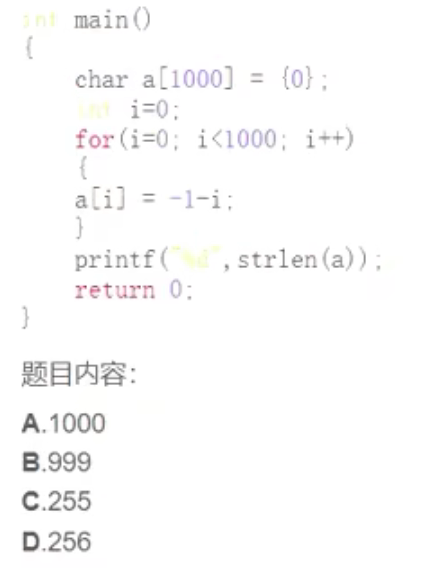 int main()
{
char a[1000] = {0};
int i=0;
for(i=0; i<1000; i++)
{
a[i] = -1-i;
}
printf("%d",strlen(a));
return 0;
}
题目内容：
A.1000
B.999
C.255
D.256